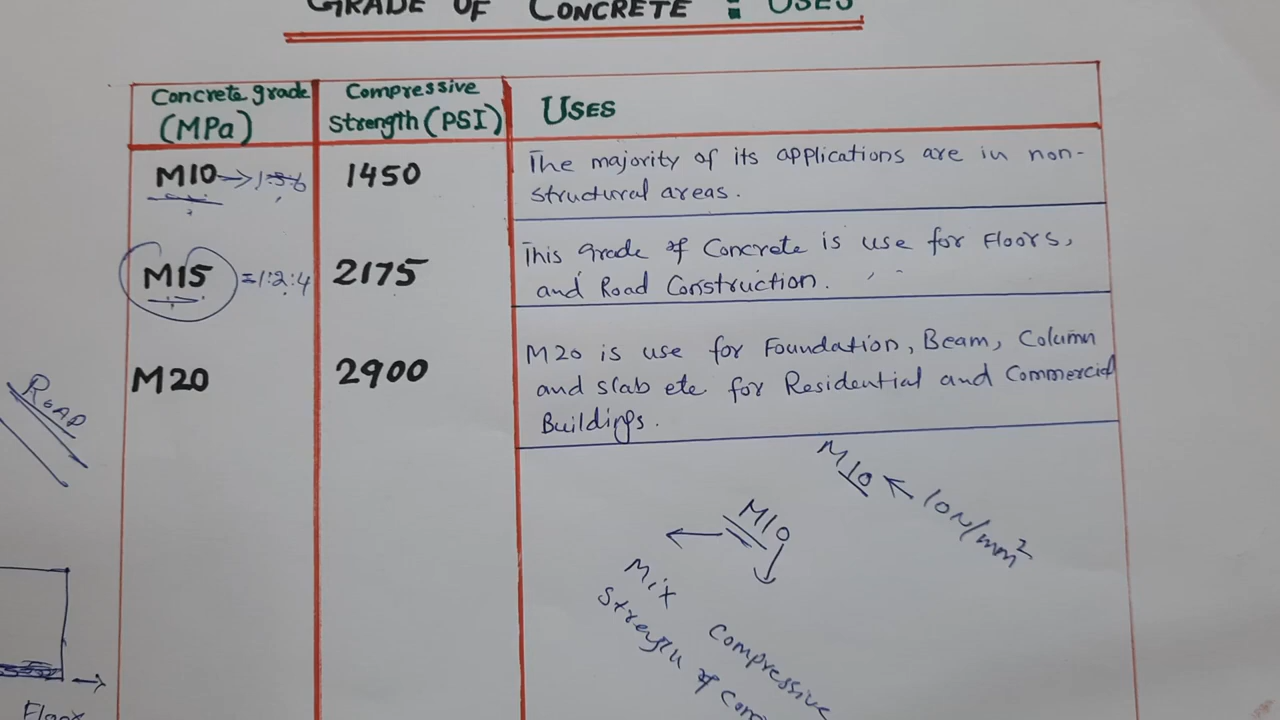 GRADE OF CONCRETE : USES
Concrete grade (MPa)
Compressive Strength (PSI)
USES
M10 → 1:3:6
1450
The majority of its applications are in non-
structural areas.
M15 = 1:2:4
2175
This grade of Concrete is use for Floors,
and Road Construction.
M20
2900
M20 is use for Foundation, Beam, Column
and slab etc for Residential and Commercial
Buildings.
ROAD
M10 ← 10N/mm²
M10
Mix
Compressive
Strength of
Floor